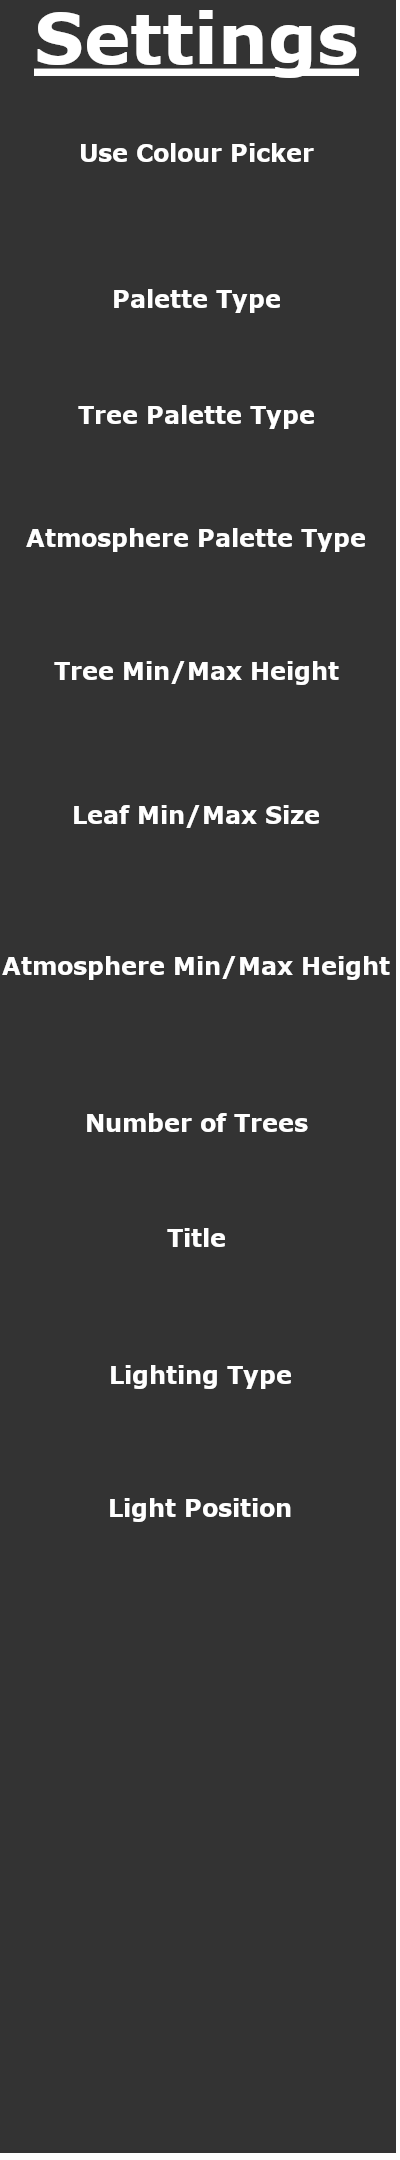 Settings
Use Colour Picker
Palette Type
Tree Palette Type
Atmosphere Palette Type
Tree Min/Max Height
Leaf Min/Max Size
Atmosphere Min/Max Height
Number of Trees
Title
Lighting Type
Light Position